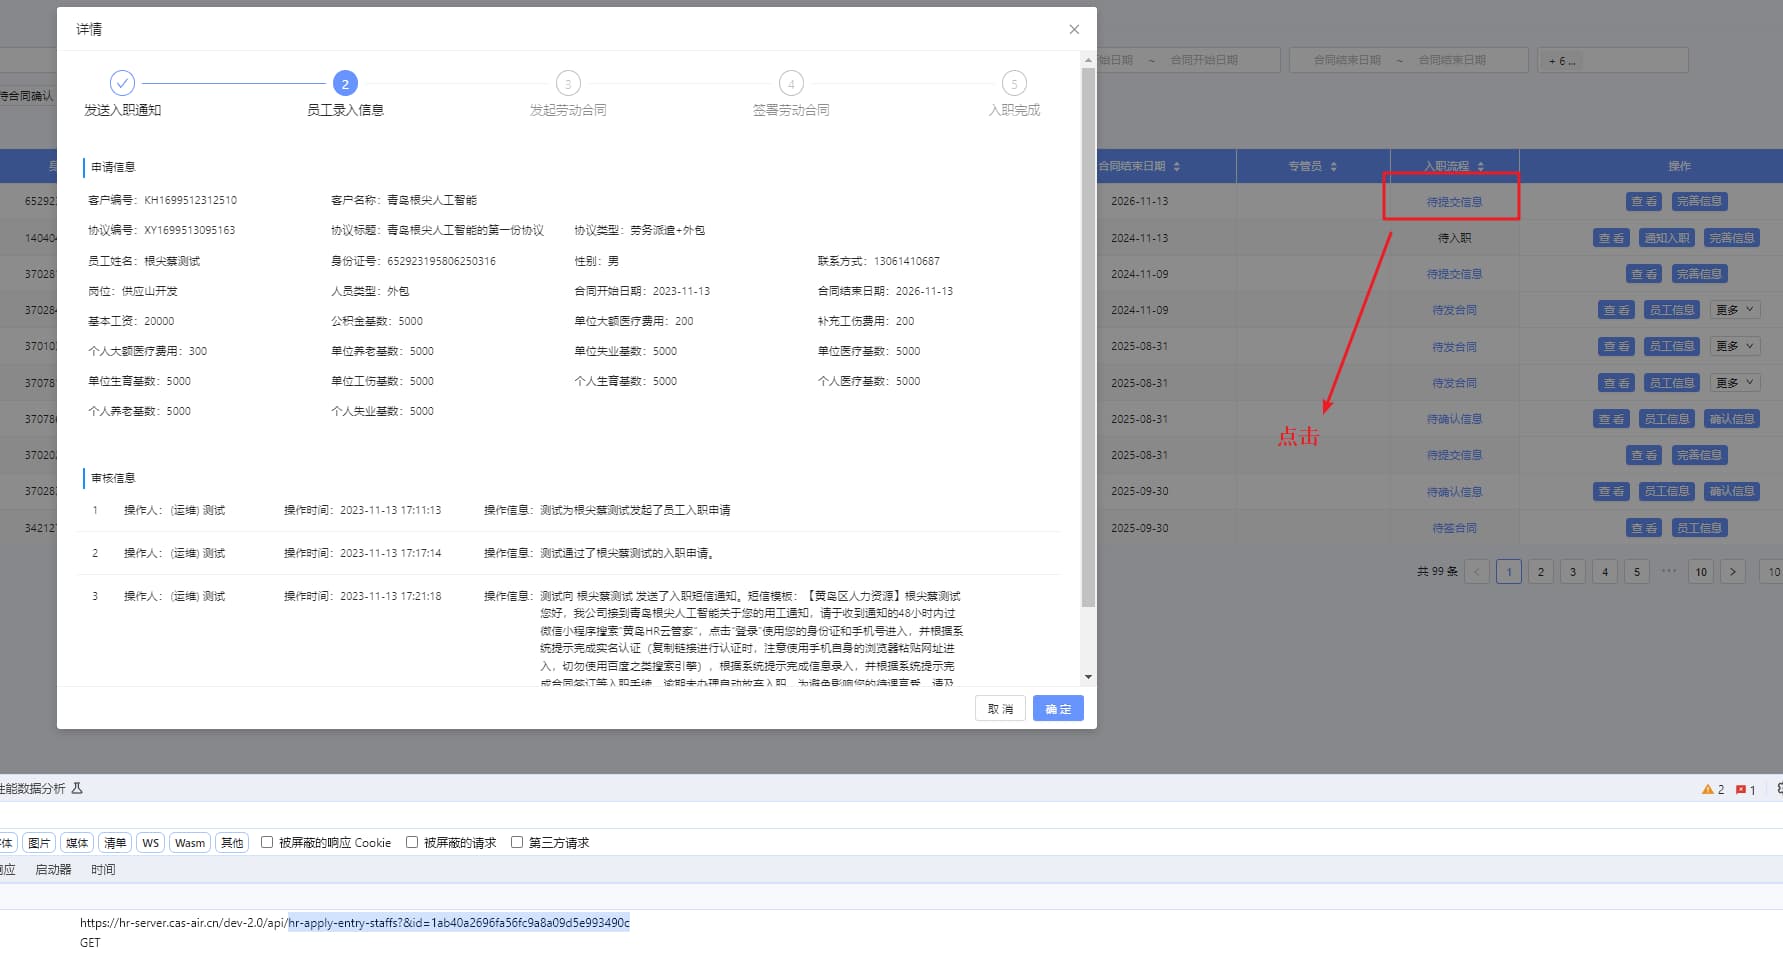 详情
发送入职通知
2 员工录入信息
3 发起劳动合同
4 签署劳动合同
5 入职完成
申请信息
客户编号：KH1699512312510 客户名称：青岛根尖人工智能
协议编号：XY1699513095163 协议标题：青岛根尖人工智能的第一份协议 协议类型：劳务派遣+外包
员工姓名：根尖蔡测试 身份证号：652923195806250316 性别：男 联系方式：13061410687
岗位：供应山开发 人员类型：外包 合同开始日期：2023-11-13 合同结束日期：2026-11-13
基本工资：20000 公积金基数：5000 单位大额医疗费用：200 补充工伤费用：200
个人大额医疗费用：300 单位养老基数：5000 单位失业基数：5000 单位医疗基数：5000
单位生育基数：5000 单位工伤基数：5000 个人生育基数：5000 个人医疗基数：5000
个人养老基数：5000 个人失业基数：5000
审核信息
1 操作人：(运维) 测试 操作时间：2023-11-13 17:11:13 操作信息：测试为根尖蔡测试发起了员工入职申请
2 操作人：(运维) 测试 操作时间：2023-11-13 17:17:14 操作信息：测试通过了根尖蔡测试的入职申请。
3 操作人：(运维) 测试 操作时间：2023-11-13 17:21:18 操作信息：测试向 根尖蔡测试 发送了入职短信通知。短信模板：【黄岛区人力资源】根尖蔡测试
您好，我公司接到青岛根尖人工智能关于您的用工通知，请于收到通知的48小时内过
微信小程序搜索“黄岛HR云管家”，点击“登录”使用您的身份证和手机号进入，并根据系
统提示完成实名认证（复制链接进行认证时，注意使用手机自身的浏览器粘贴网址进
入，切勿使用百度之类搜索引擎），根据系统提示完成信息录入，并根据系统提示完
成合同签订等入职手续，逾期未办理自动放弃入职，为避免影响您的待遇享受，请及
取 消 确 定
始日期 ~ 合同开始日期 合同结束日期 ~ 合同结束日期 + 6 ...
待合同确认
合同结束日期 专管员 入职流程 操作
65292 2026-11-13 待提交信息 查 看 完善信息
14040 2024-11-13 待入职 查 看 通知入职 完善信息
37028 2024-11-09 待提交信息 查 看 完善信息
37028 2024-11-09 待发合同 查 看 员工信息 更多
37010 2025-08-31 待发合同 查 看 员工信息 更多
37078 2025-08-31 待发合同 查 看 员工信息 更多
37078 2025-08-31 待确认信息 查 看 员工信息 确认信息
37020 2025-08-31 待提交信息 查 看 完善信息
37028 2025-09-30 待确认信息 查 看 员工信息 确认信息
34212 2025-09-30 待签合同 查 看 员工信息
点击
共 99 条 < 1 2 3 4 5 ••• 10 > 10
性能数据分析 2 1
体 图片 媒体 清单 WS Wasm 其他 被屏蔽的响应 Cookie 被屏蔽的请求 第三方请求
响应 启动器 时间
https://hr-server.cas-air.cn/dev-2.0/api/hr-apply-entry-staffs?&id=1ab40a2696fa56fc9a8a09d5e993490c
GET